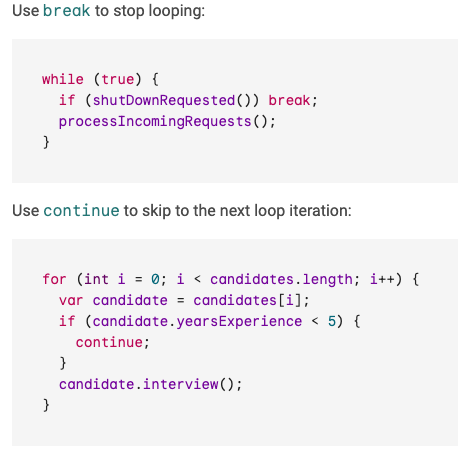 Use break to stop looping:
while (true) {
  if (shutDownRequested()) break;
  processIncomingRequests();
}
Use continue to skip to the next loop iteration:
for (int i = 0; i < candidates.length; i++) {
  var candidate = candidates[i];
  if (candidate.yearsExperience < 5) {
    continue;
  }
  candidate.interview();
}